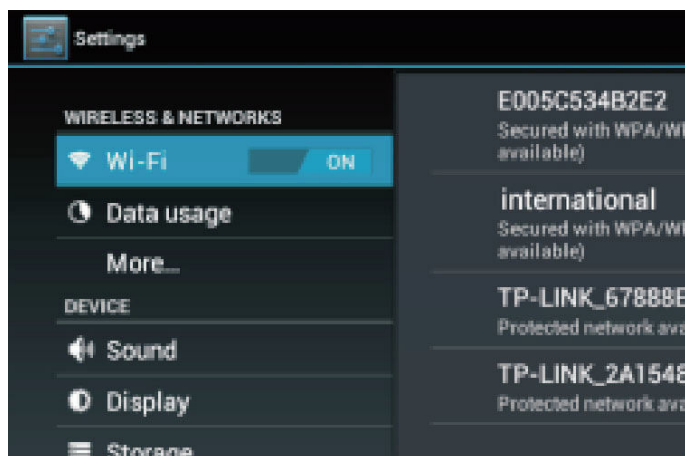 Settings
WIRELESS & NETWORKS
Wi-Fi ON
Data usage
More...
DEVICE
Sound
Display
Storage
E005C534B2E2
Secured with WPA/W
available)
international
Secured with WPA/W
available)
TP-LINK_67888
Protected network ava
TP-LINK_2A1548
Protected network ava